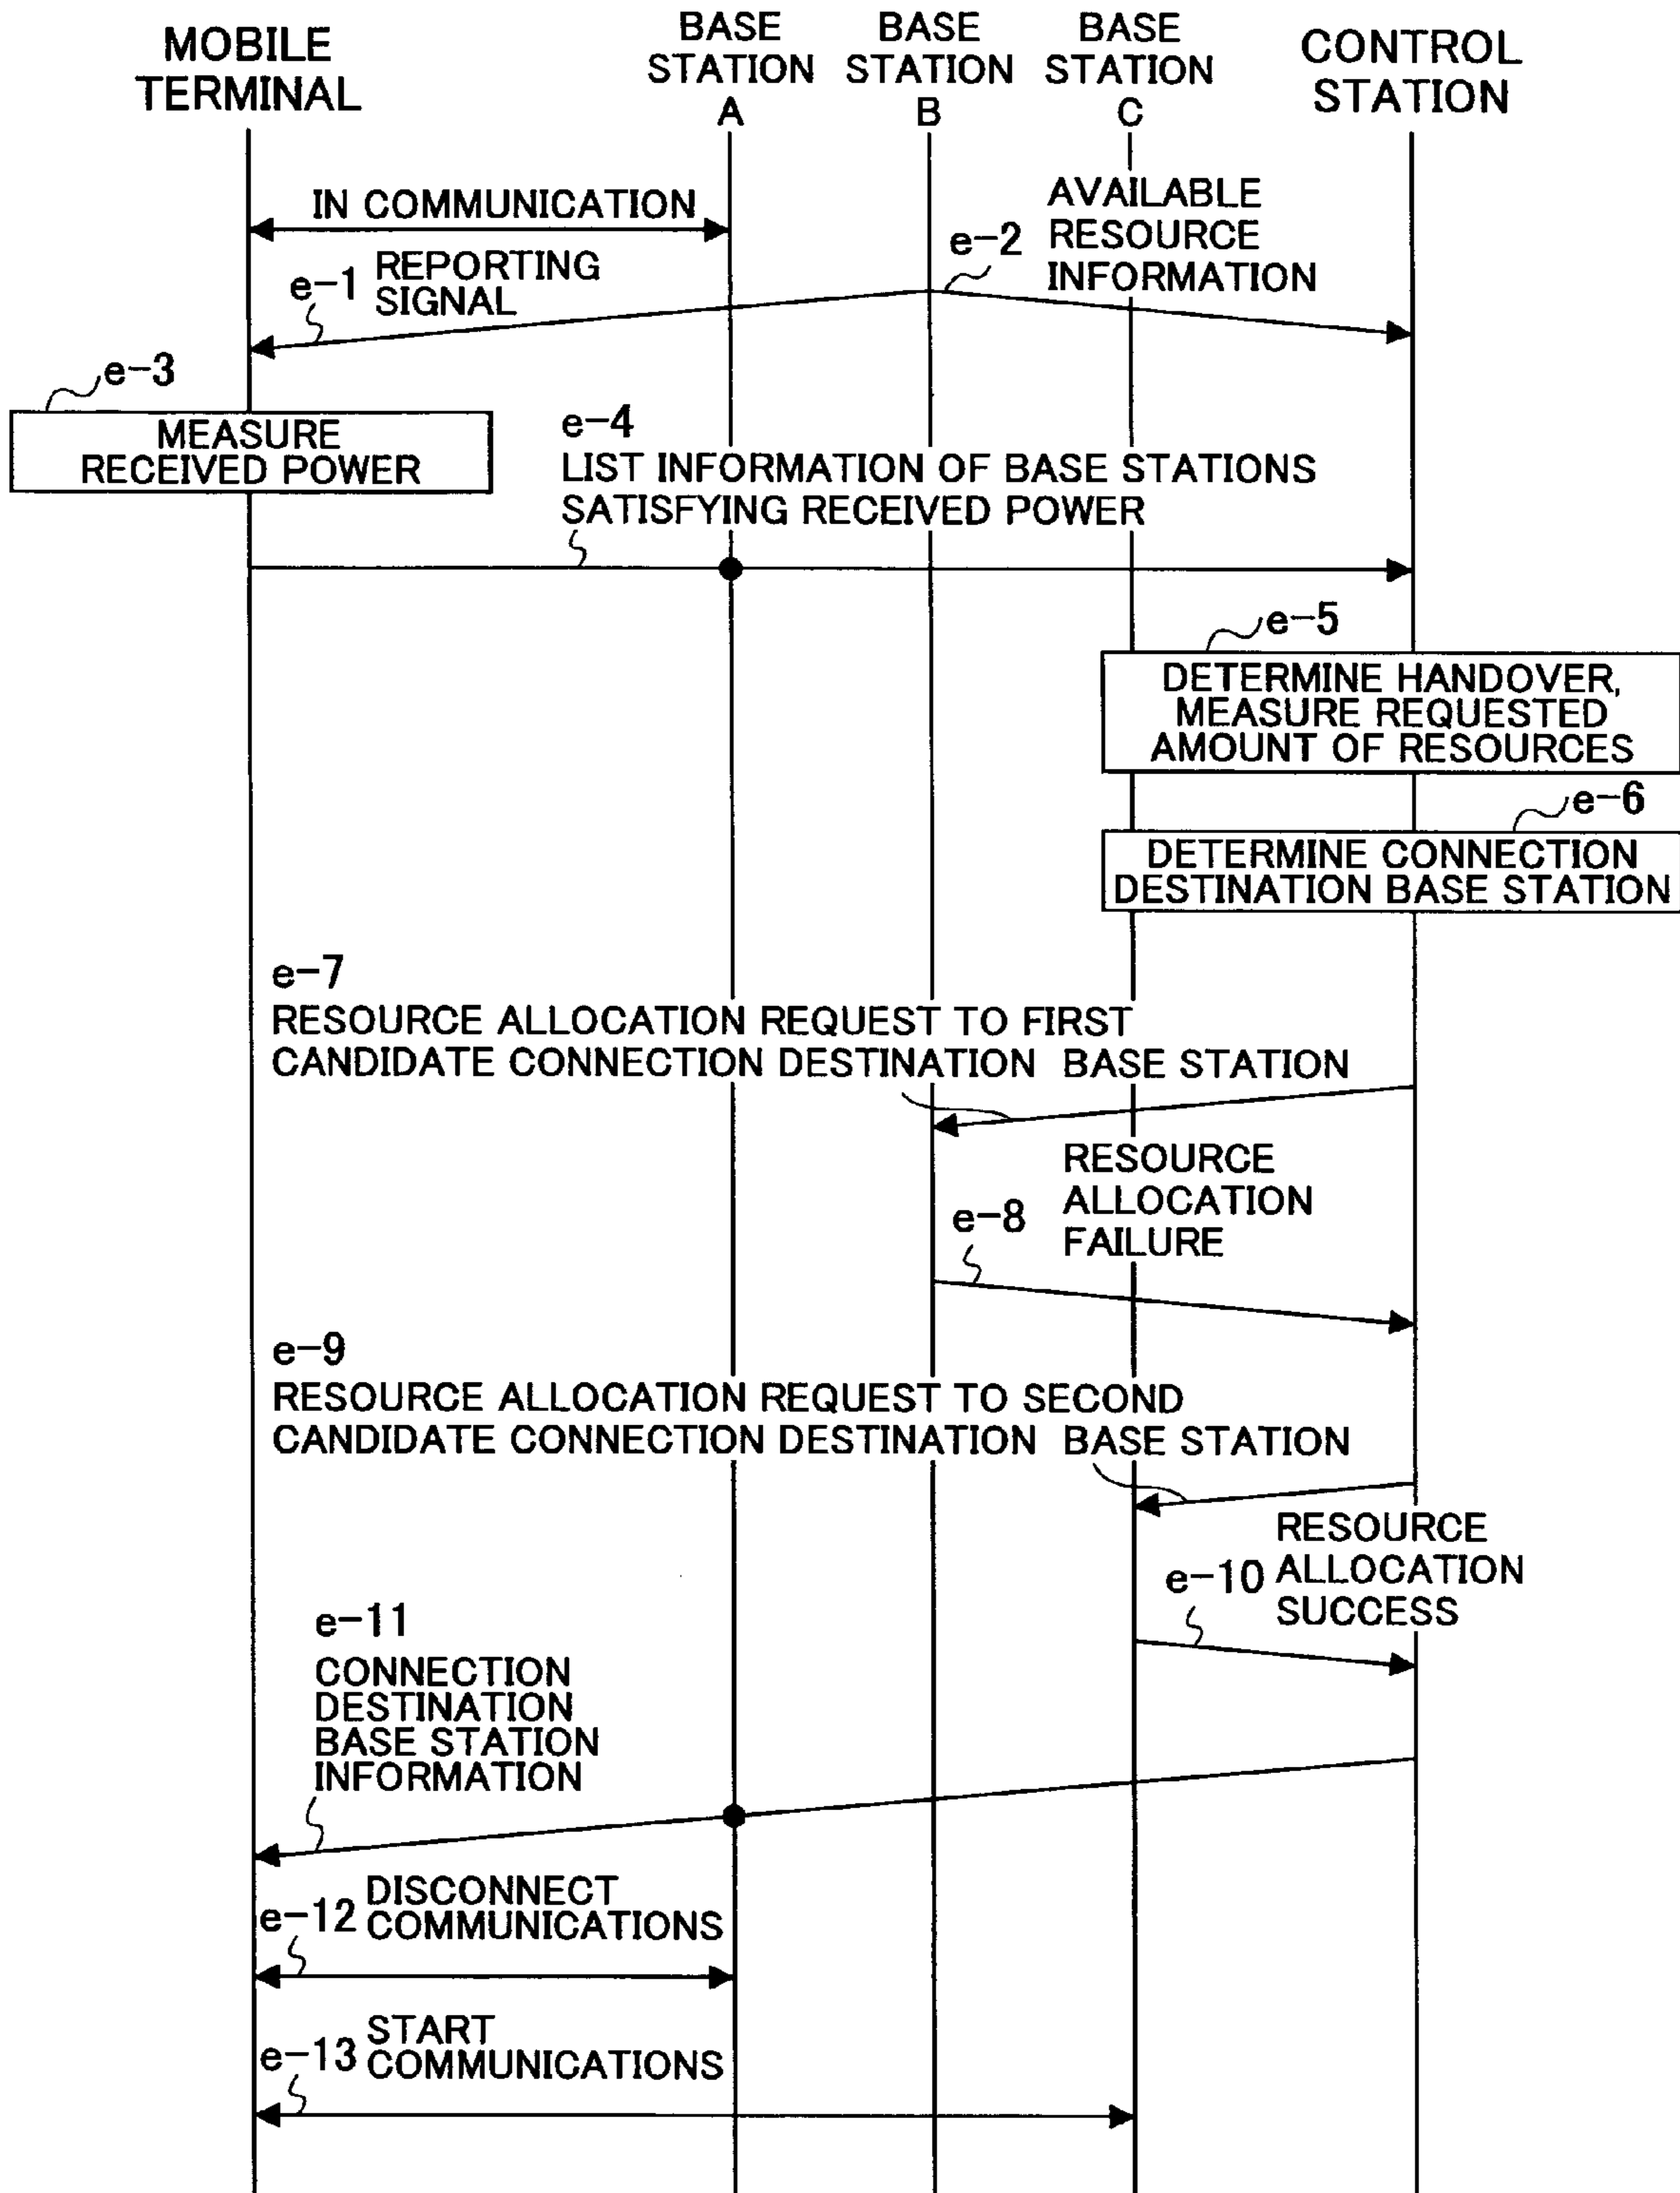 MOBILE
TERMINAL
BASE
STATION
A
BASE
STATION
B
BASE
STATION
C
CONTROL
STATION
IN COMMUNICATION
e-1
REPORTING
SIGNAL
e-2
AVAILABLE
RESOURCE
INFORMATION
e-3
MEASURE
RECEIVED POWER
e-4
LIST INFORMATION OF BASE STATIONS
SATISFYING RECEIVED POWER
e-5
DETERMINE HANDOVER,
MEASURE REQUESTED
AMOUNT OF RESOURCES
e-6
DETERMINE CONNECTION
DESTINATION BASE STATION
e-7
RESOURCE ALLOCATION REQUEST TO FIRST
CANDIDATE CONNECTION DESTINATION BASE STATION
e-8
RESOURCE
ALLOCATION
FAILURE
e-9
RESOURCE ALLOCATION REQUEST TO SECOND
CANDIDATE CONNECTION DESTINATION BASE STATION
e-10
RESOURCE
ALLOCATION
SUCCESS
e-11
CONNECTION
DESTINATION
BASE STATION
INFORMATION
e-12
DISCONNECT
COMMUNICATIONS
e-13
START
COMMUNICATIONS